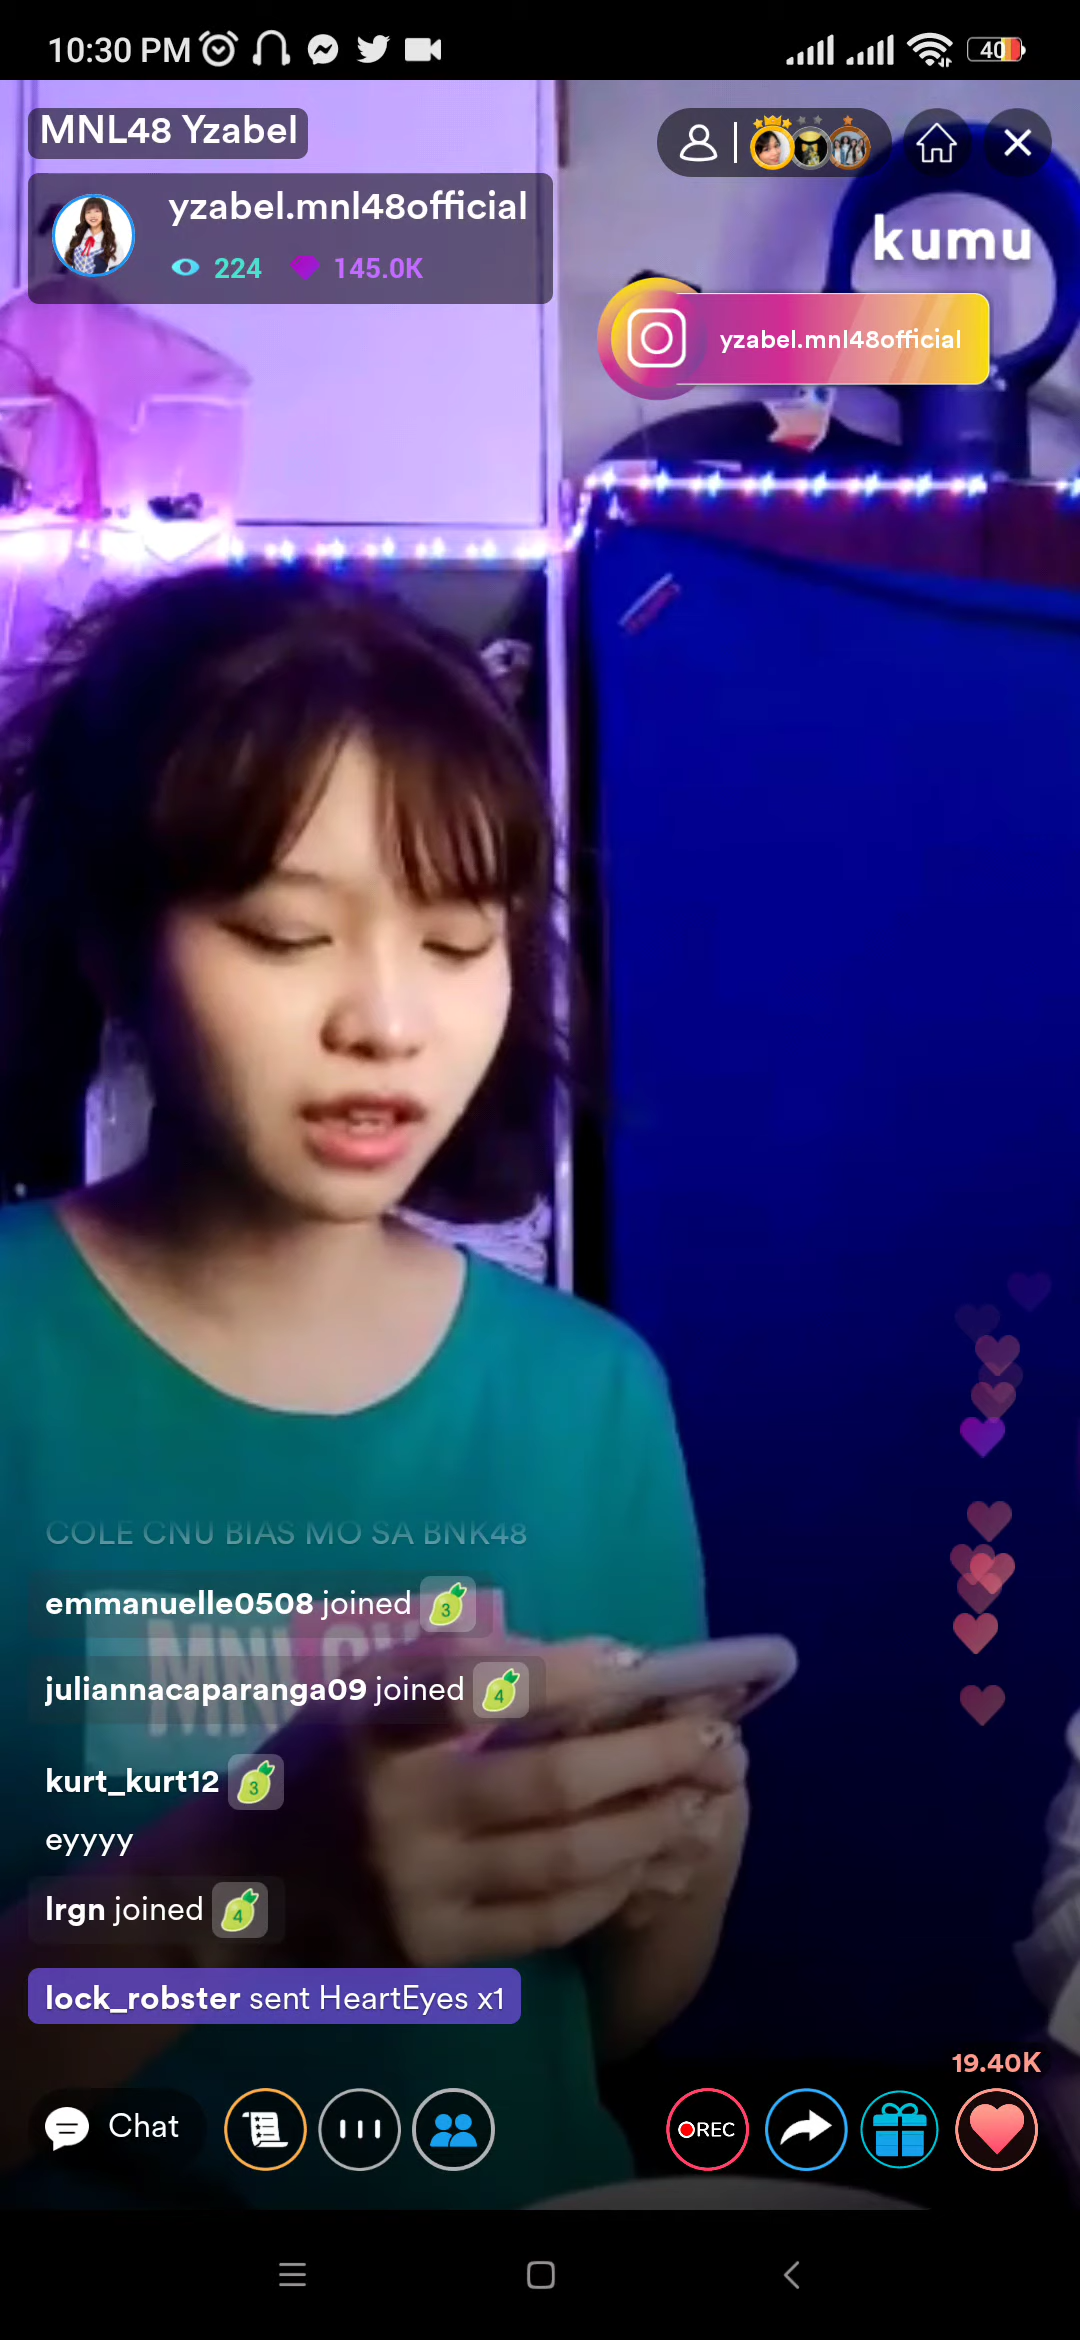 10:30 PM
40
MNL48 Yzabel
yzabel.mnl48official
224 145.0K
kumu
yzabel.mnl48official
COLE CNU BIAS MO SA BNK48
emmanuelle0508 joined 3
juliannacaparanga09 joined 4
kurt_kurt12 3
eyyyy
lrgn joined 4
lock_robster sent HeartEyes x1
19.40K
Chat
REC